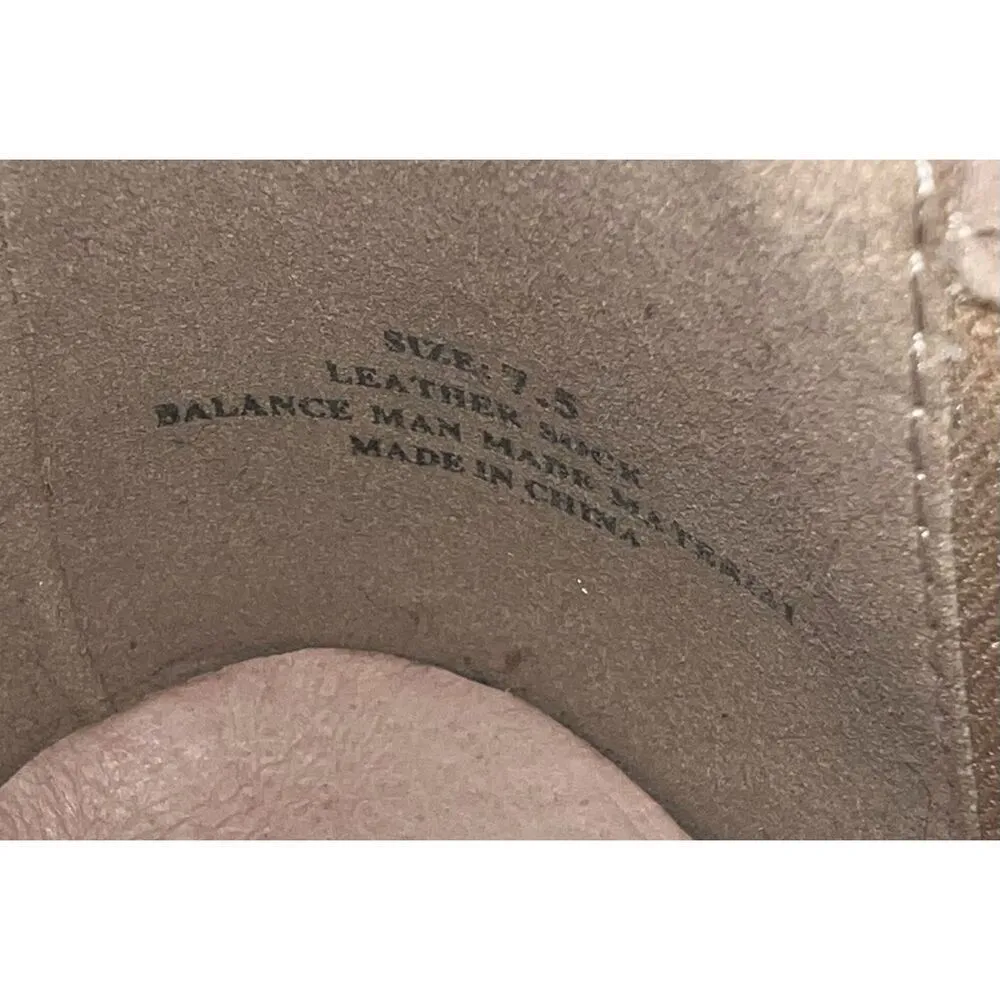 SIZE: 7.5
LEATHER SOCK
BALANCE MAN MADE MATERIAL
MADE IN CHINA